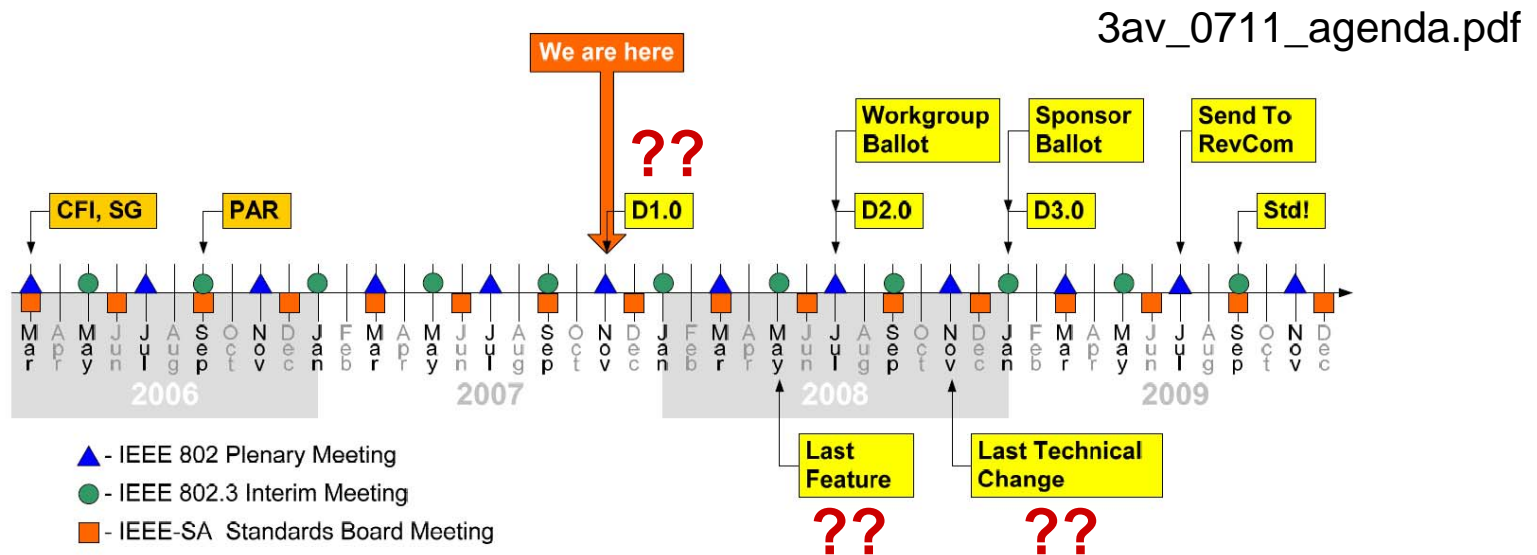 3av_0711_agenda.pdf
We are here
??
Workgroup
Ballot
Sponsor
Ballot
Send To
RevCom
CFI, SG
PAR
D1.0
D2.0
D3.0
Std!
Mar Apr May Jun Jul Aug Sep Oct Nov Dec Jan Feb Mar Apr May Jun Jul Aug Sep Oct Nov Dec Jan Feb Mar Apr May Jun Jul Aug Sep Oct Nov Dec Jan Feb Mar Apr May Jun Jul Aug Sep Oct Nov Dec
2006 2007 2008 2009
Last
Feature
Last Technical
Change
?? ??
- IEEE 802 Plenary Meeting
- IEEE 802.3 Interim Meeting
- IEEE-SA Standards Board Meeting